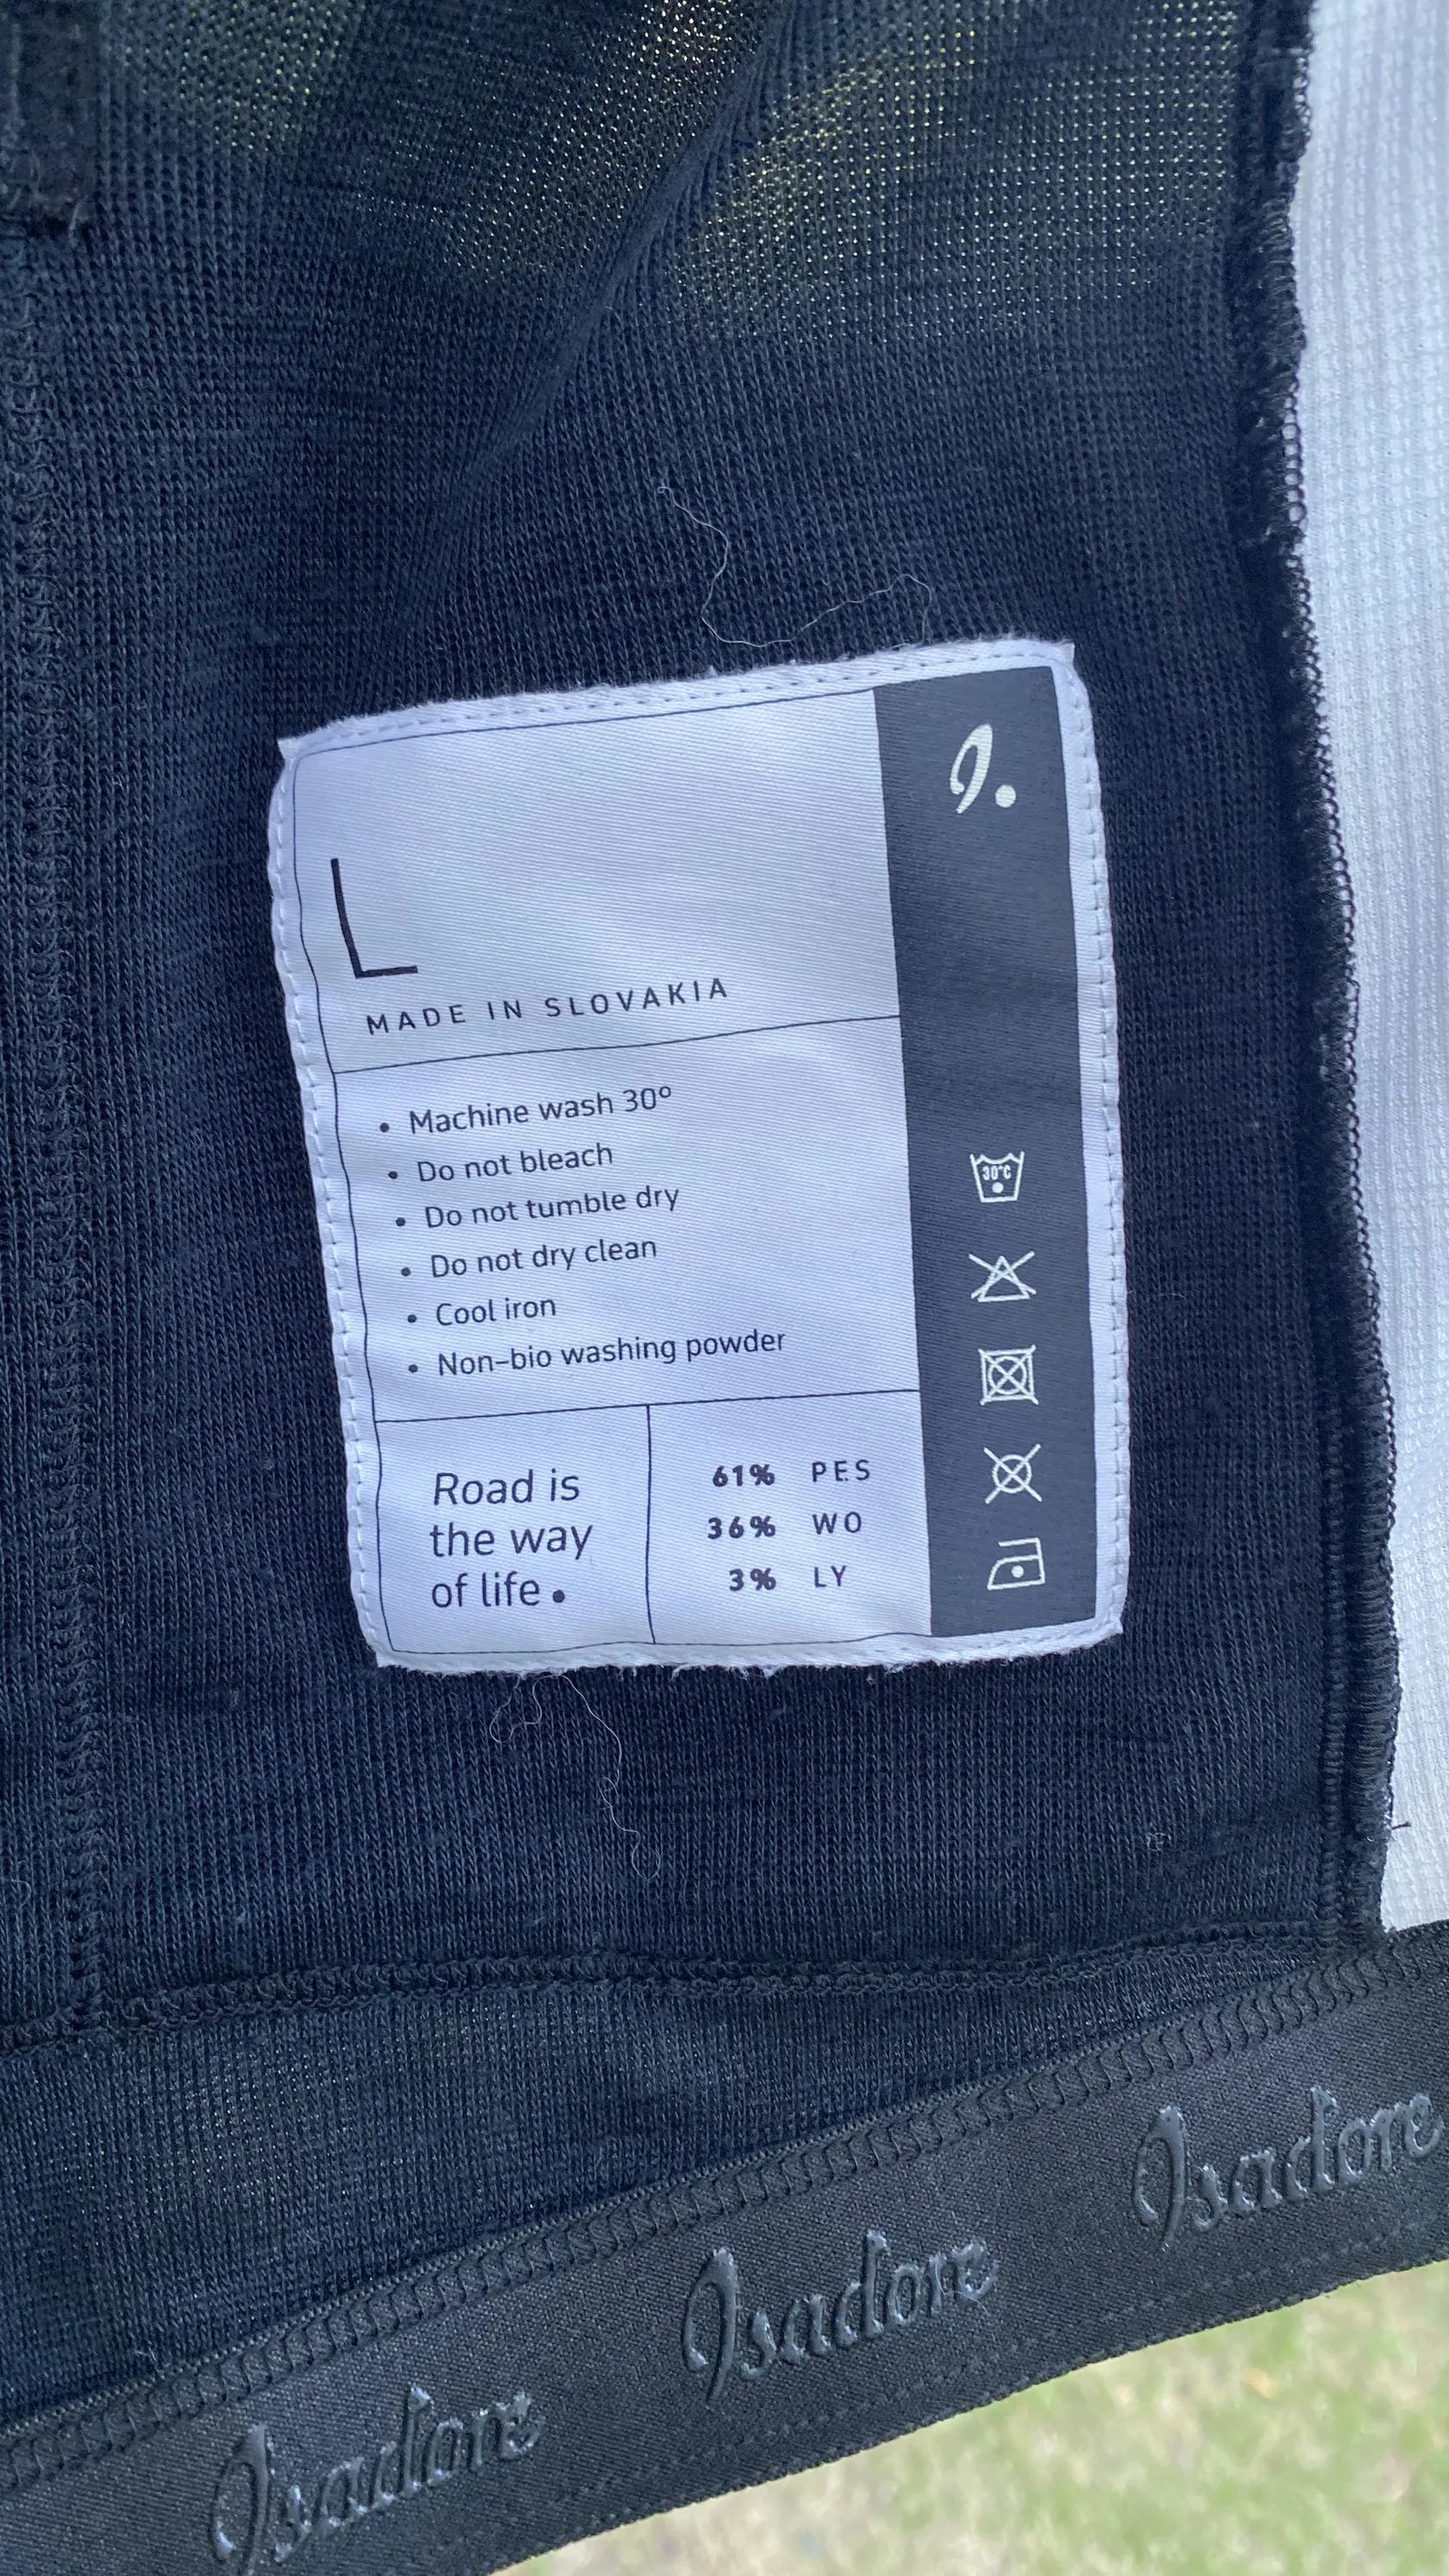 J.
L
MADE IN SLOVAKIA
• Machine wash 30º
• Do not bleach
• Do not tumble dry
• Do not dry clean
• Cool iron
• Non-bio washing powder
30°C
Road is
the way
of life •
61% PES
36% WO
3% LY
Isadore Isadore Isadore